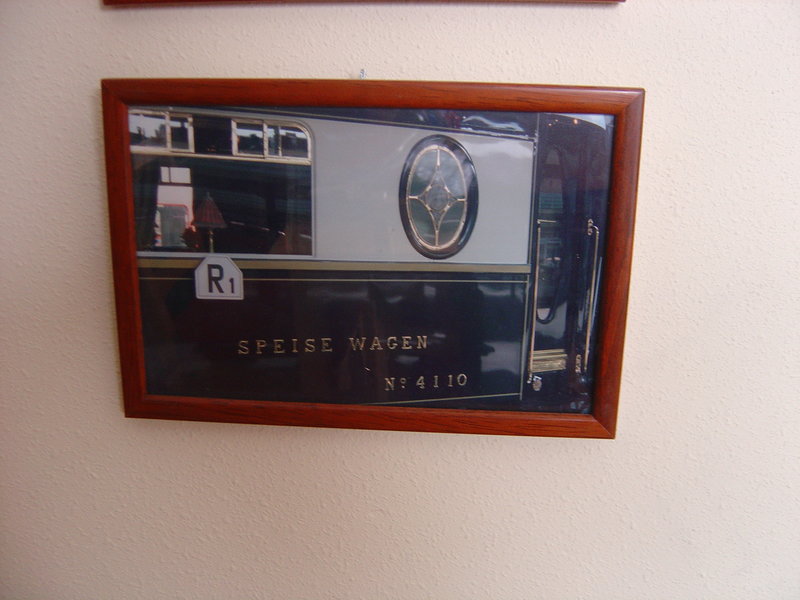 R1
SPEISE WAGEN
Nº 4110